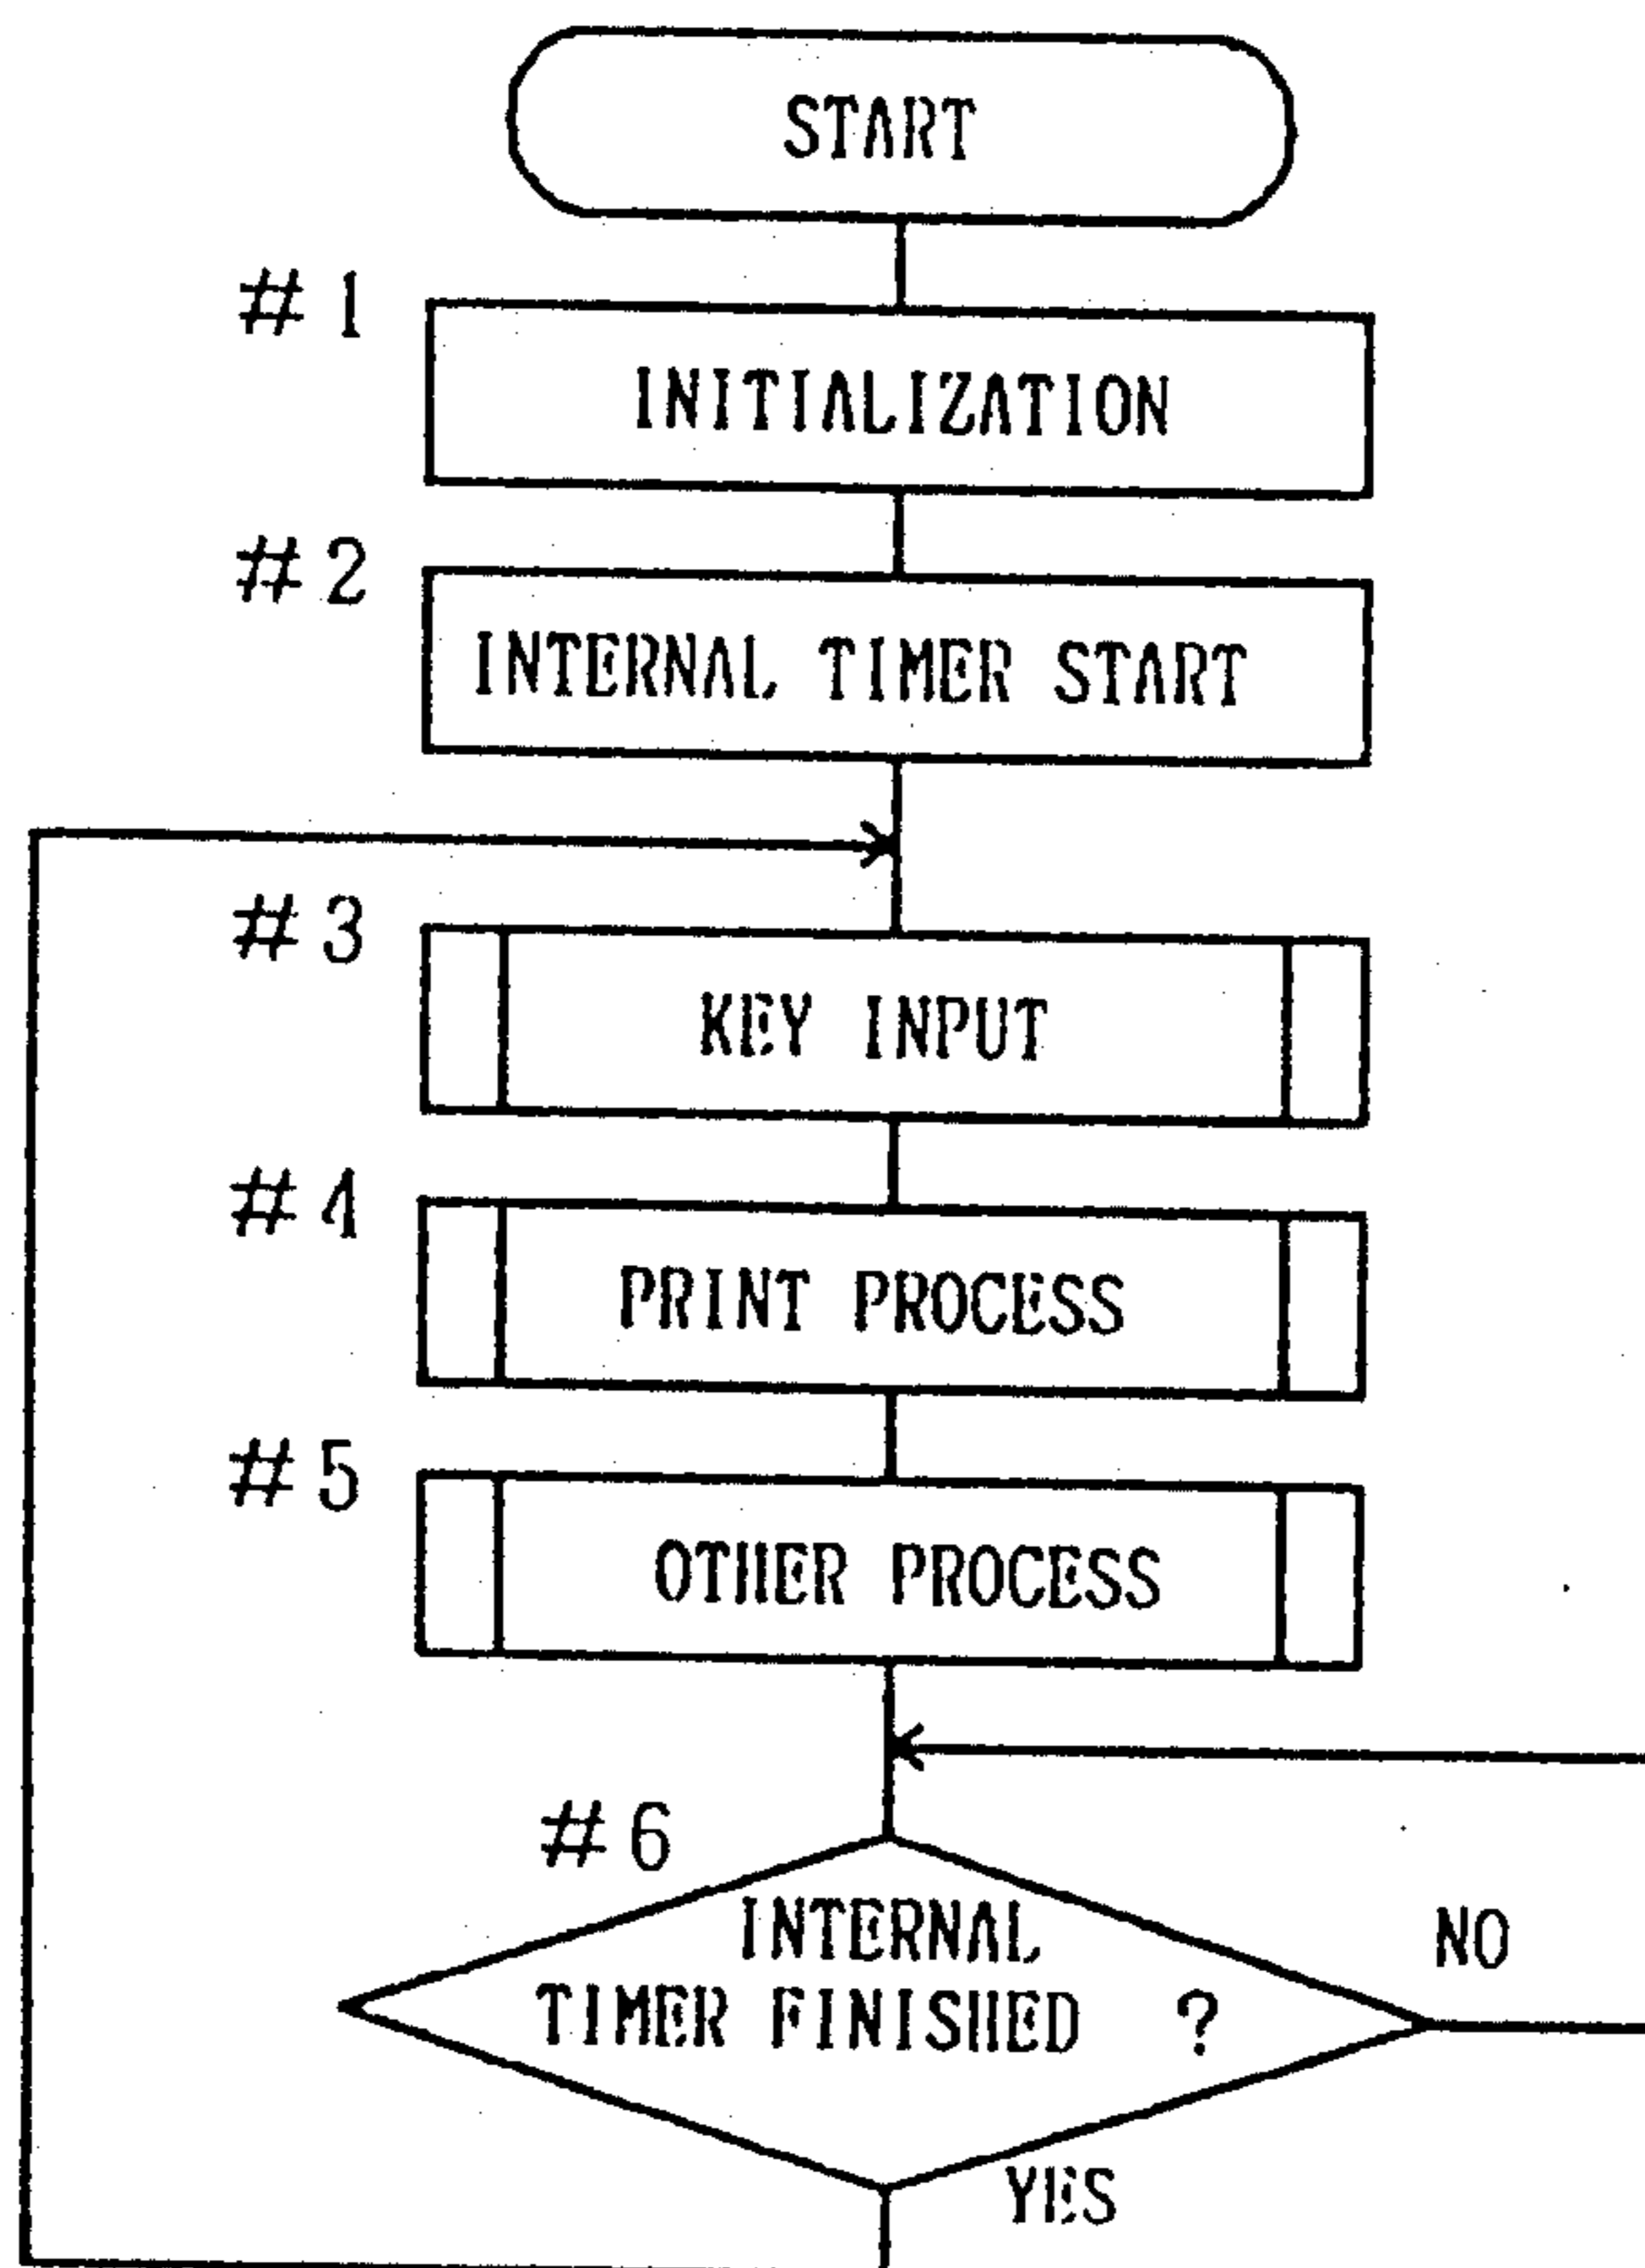 START
#1
INITIALIZATION
#2
INTERNAL TIMER START
#3
KEY INPUT
#4
PRINT PROCESS
#5
OTHER PROCESS
#6
INTERNAL
TIMER FINISHED ?
NO
YES